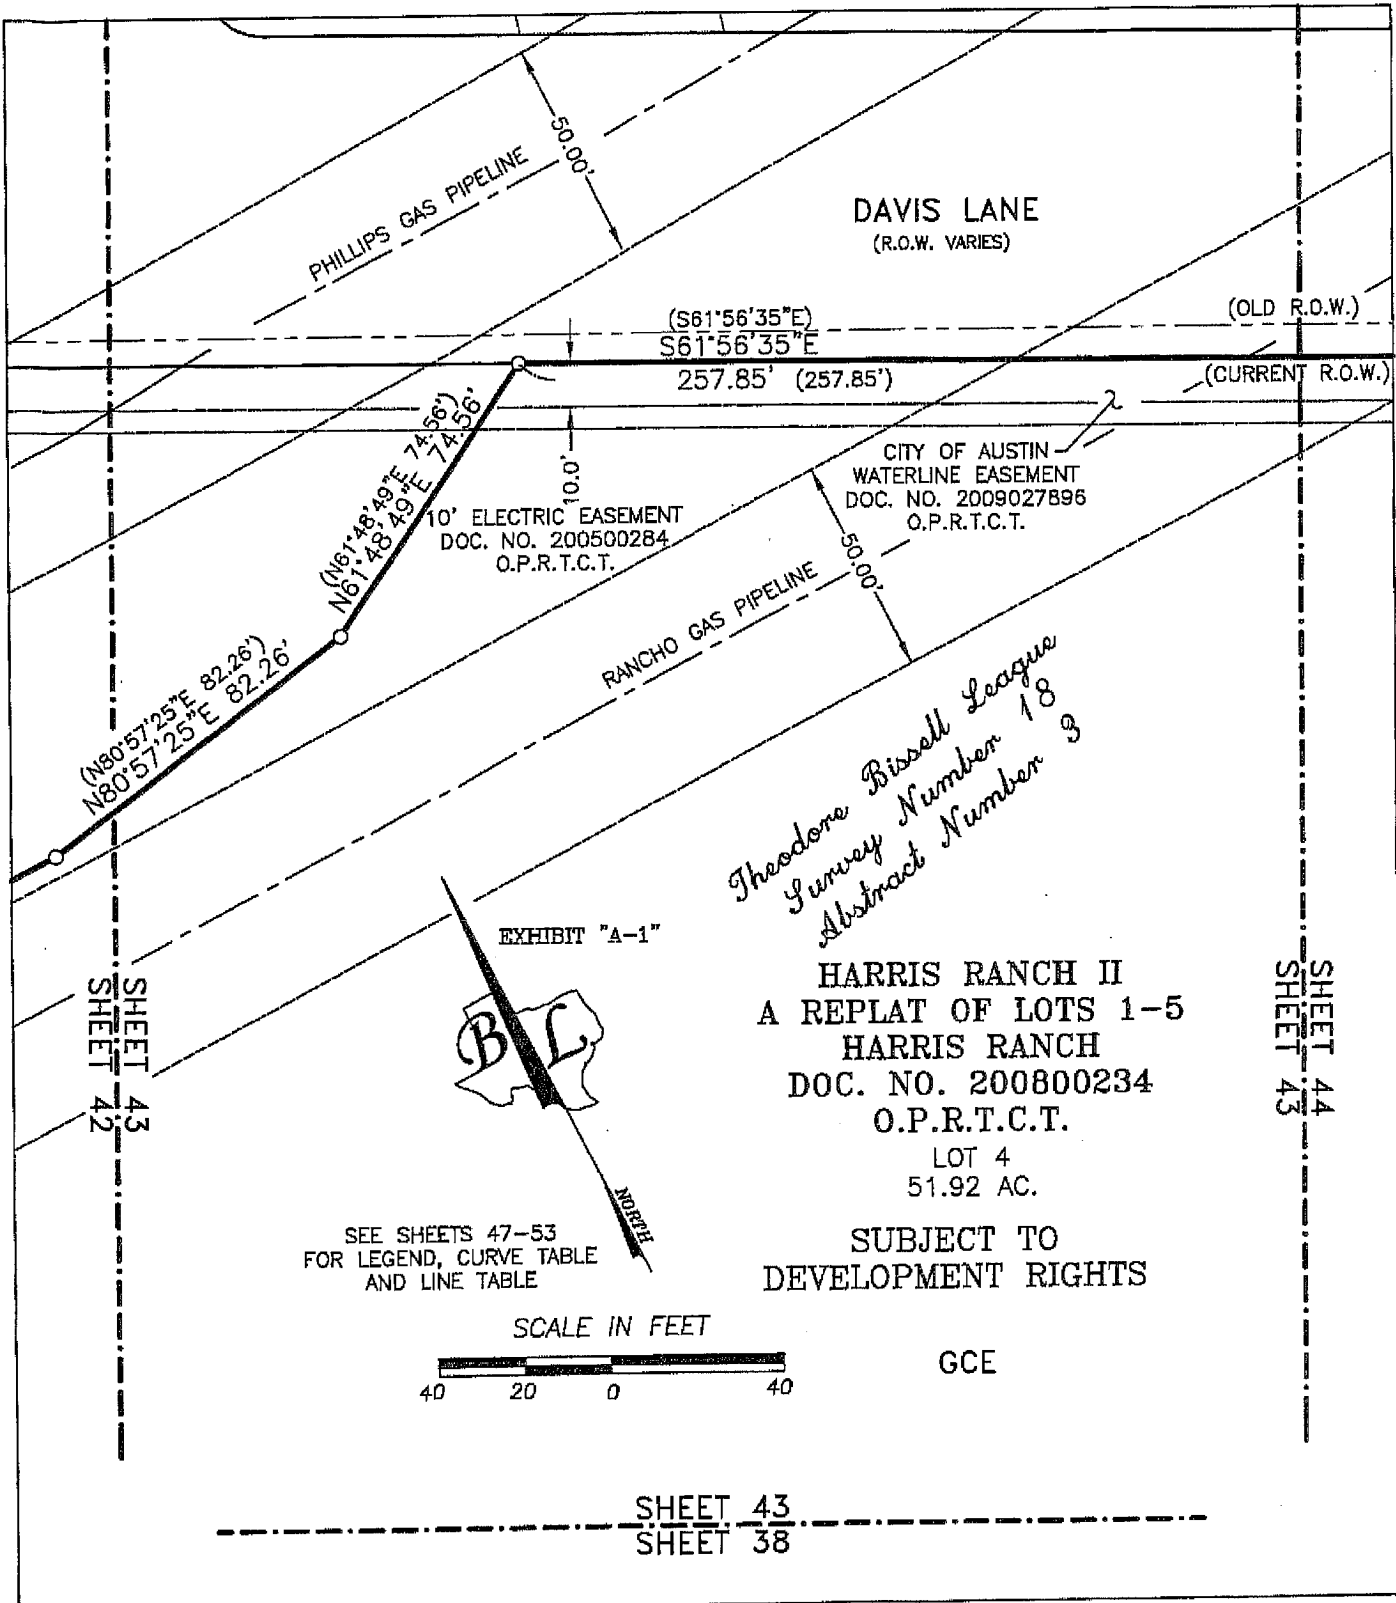 50.00'
PHILLIPS GAS PIPELINE
DAVIS LANE
(R.O.W. VARIES)
(OLD R.O.W.)
(S61°56'35"E)
S61°56'35"E
257.85' (257.85')
(CURRENT R.O.W.)
(N61°48'49"E 74.56')
N61°48'49"E 74.56'
10.0'
10' ELECTRIC EASEMENT
DOC. NO. 200500284
O.P.R.T.C.T.
CITY OF AUSTIN
WATERLINE EASEMENT
DOC. NO. 2009027896
O.P.R.T.C.T.
50.00'
RANCHO GAS PIPELINE
(N80°57'25"E 82.26')
N80°57'25"E 82.26'
Theodore Bissell League
Survey Number 18
Abstract Number 3
EXHIBIT "A-1"
B L
NORTH
HARRIS RANCH II
A REPLAT OF LOTS 1-5
HARRIS RANCH
DOC. NO. 200800234
O.P.R.T.C.T.
LOT 4
51.92 AC.
SUBJECT TO
DEVELOPMENT RIGHTS
GCE
SHEET 43
SHEET 42
SHEET 44
SHEET 43
SEE SHEETS 47-53
FOR LEGEND, CURVE TABLE
AND LINE TABLE
SCALE IN FEET
40 20 0 40
SHEET 43
SHEET 38